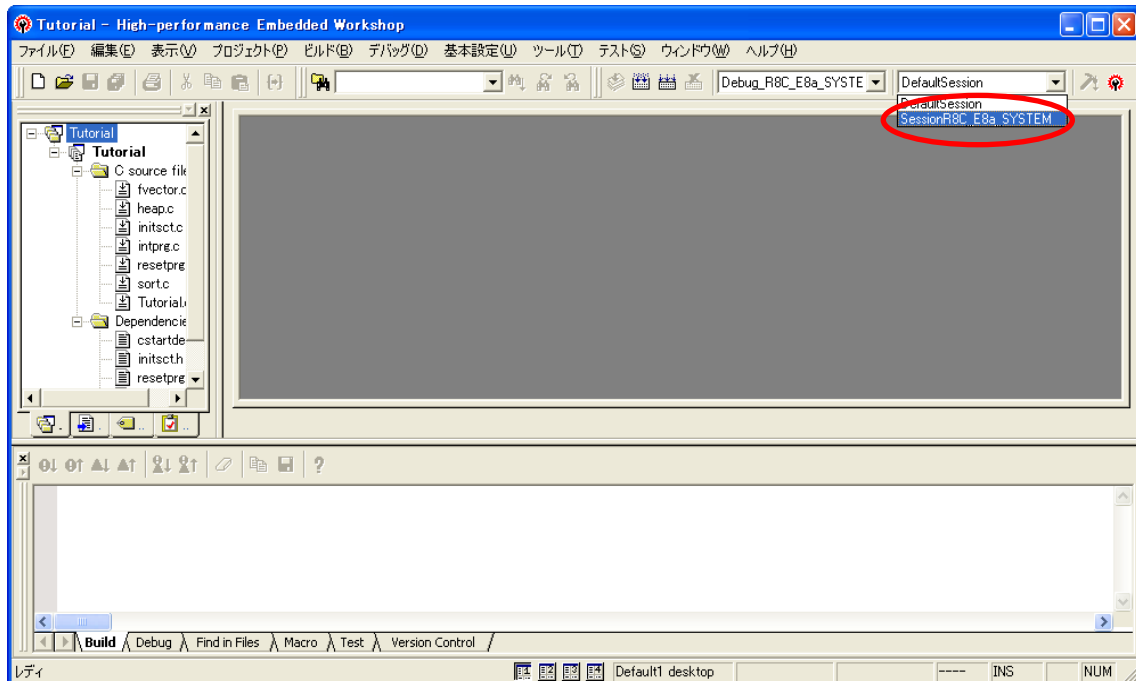 Tutorial - High-performance Embedded Workshop
ファイル(F) 編集(E) 表示(V) プロジェクト(P) ビルド(B) デバッグ(D) 基本設定(U) ツール(T) テスト(S) ウィンドウ(W) ヘルプ(H)
Debug_R8C_E8a_SYSTE DefaultSession
DefaultSession
SessionR8C_E8a_SYSTEM
Tutorial
Tutorial
C source file
fvector.c
heap.c
initsct.c
intprg.c
resetprg
sort.c
Tutorial.
Dependencie
cstartde
initsct.h
resetprg
Build Debug Find in Files Macro Test Version Control
レディ 1 2 3 4 Default1 desktop ---- INS NUM